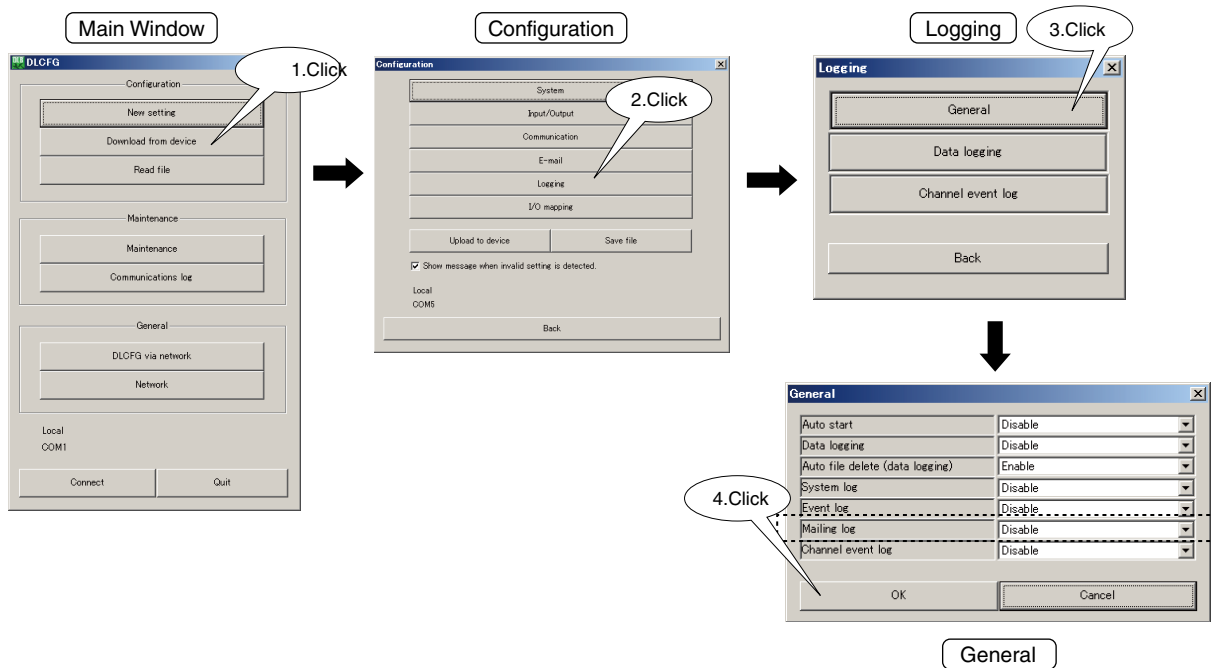 Main Window
DLCFG
1.Click
Configuration
New setting
Download from device
Read file
Maintenance
Maintenance
Communications log
General
DLCFG via network
Network
Local
COM1
Connect Quit
Configuration
Configuration
System
2.Click
Input/Output
Communication
E-mail
Logging
I/O mapping
Upload to device Save file
Show message when invalid setting is detected.
Local
COM5
Back
Logging
3.Click
Logging
General
Data logging
Channel event log
Back
General
Auto start Disable
Data logging Disable
Auto file delete (data logging) Enable
System log Disable
Event log Disable
Mailing log Disable
Channel event log Disable
4.Click
OK Cancel
General